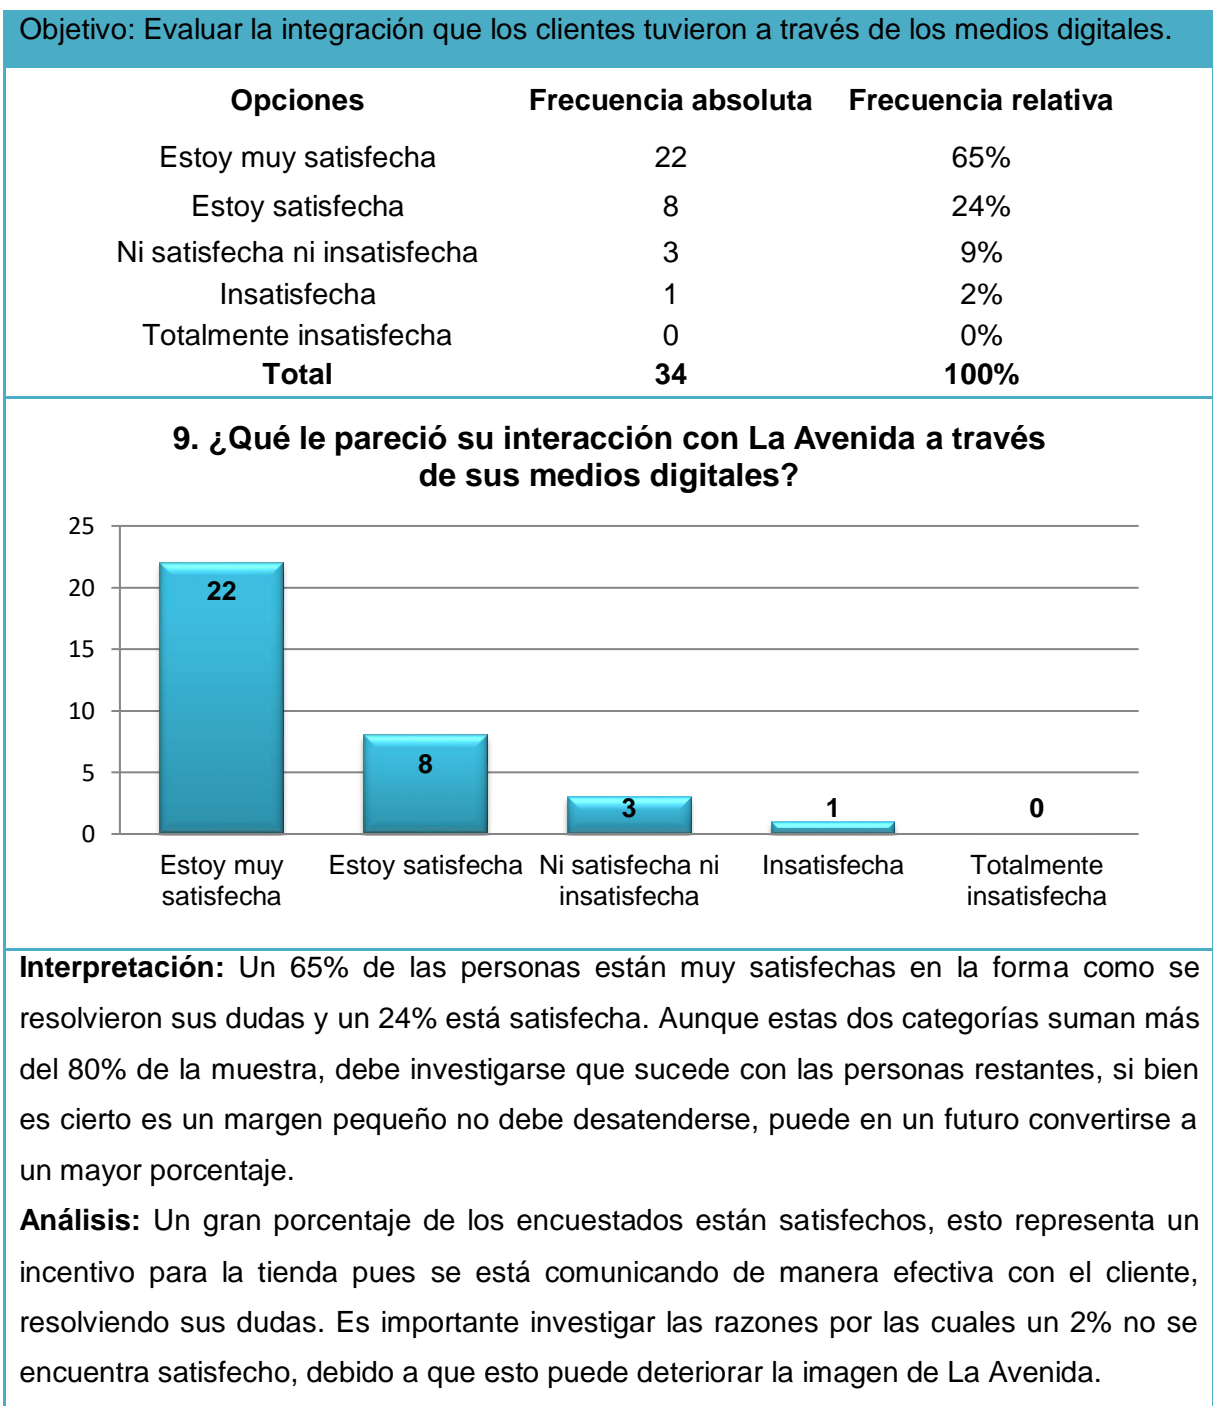 Objetivo: Evaluar la integración que los clientes tuvieron a través de los medios digitales.
Opciones Frecuencia absoluta Frecuencia relativa
Estoy muy satisfecha 22 65%
Estoy satisfecha 8 24%
Ni satisfecha ni insatisfecha 3 9%
Insatisfecha 1 2%
Totalmente insatisfecha 0 0%
Total 34 100%
9. ¿Qué le pareció su interacción con La Avenida a través
de sus medios digitales?
25
20
15
10
5
0
22
8
3
1
0
Estoy muy
satisfecha
Estoy satisfecha
Ni satisfecha ni
insatisfecha
Insatisfecha
Totalmente
insatisfecha
Interpretación: Un 65% de las personas están muy satisfechas en la forma como se
resolvieron sus dudas y un 24% está satisfecha. Aunque estas dos categorías suman más
del 80% de la muestra, debe investigarse que sucede con las personas restantes, si bien
es cierto es un margen pequeño no debe desatenderse, puede en un futuro convertirse a
un mayor porcentaje.
Análisis: Un gran porcentaje de los encuestados están satisfechos, esto representa un
incentivo para la tienda pues se está comunicando de manera efectiva con el cliente,
resolviendo sus dudas. Es importante investigar las razones por las cuales un 2% no se
encuentra satisfecho, debido a que esto puede deteriorar la imagen de La Avenida.